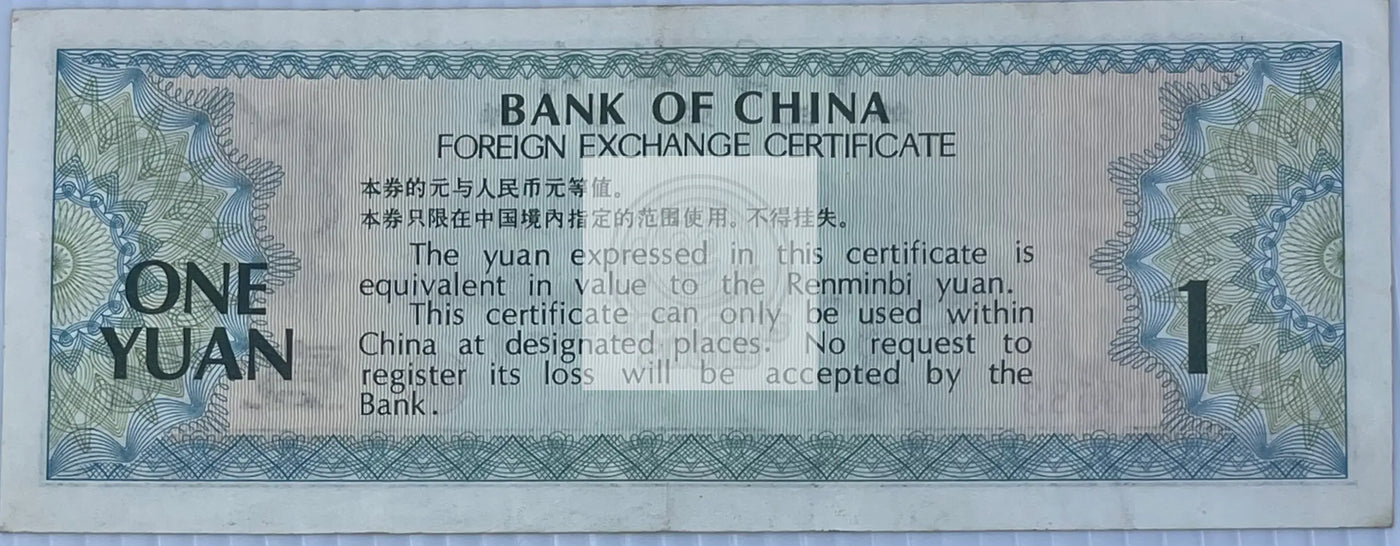 BANK OF CHINA
FOREIGN EXCHANGE CERTIFICATE
本券的元与人民币元等值。
本券只限在中国境内指定的范围使用。不得挂失。
The yuan expressed in this certificate is
equivalent in value to the Renminbi yuan.
This certificate can only be used within
China at designated places. No request to
register its loss will be accepted by the
Bank.
ONE
YUAN
1